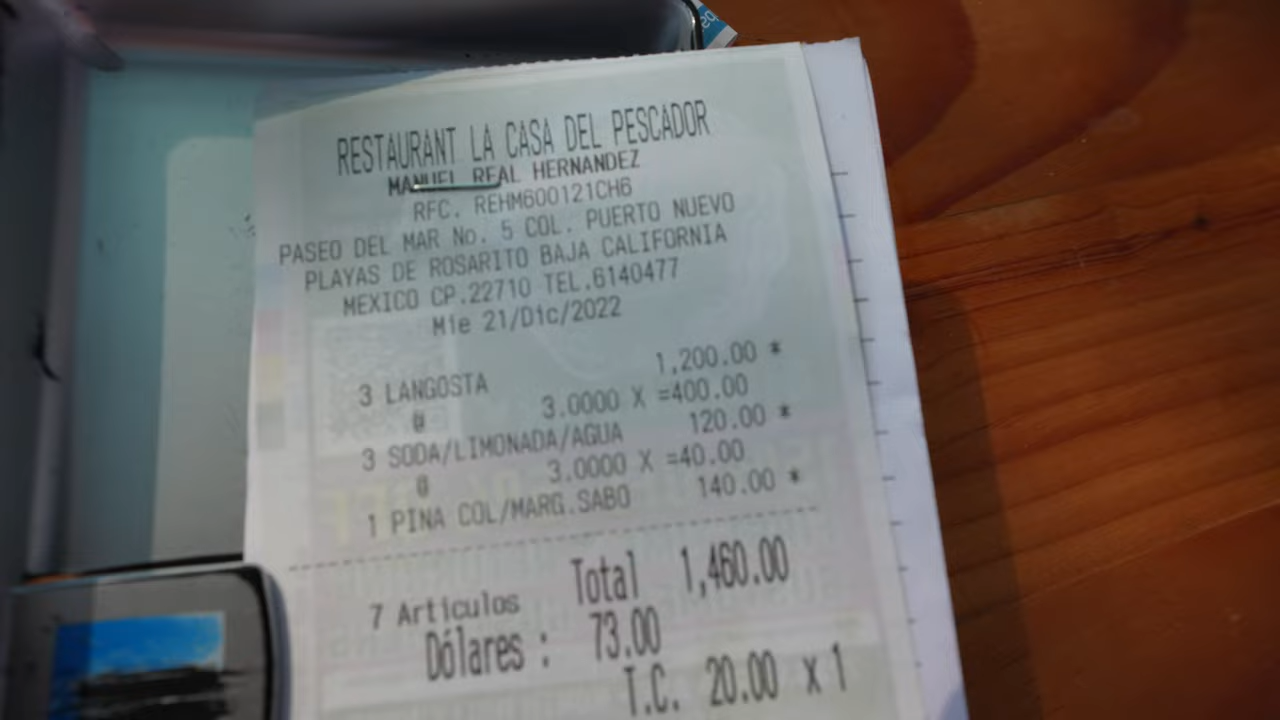 RESTAURANT LA CASA DEL PESCADOR
MANUEL REAL HERNANDEZ
RFC. REHM600121CH6
PASEO DEL MAR No. 5 COL. PUERTO NUEVO
PLAYAS DE ROSARITO BAJA CALIFORNIA
MEXICO CP.22710 TEL.6140477
Mie 21/Dic/2022
1,200.00 *
3 LANGOSTA
@ 3.0000 X =400.00
120.00 *
3 SODA/LIMONADA/AGUA
@ 3.0000 X =40.00
140.00 *
1 PINA COL/MARG.SABO
Total 1,460.00
7 Artículos
Dólares : 73.00
T.C. 20.00 x 1